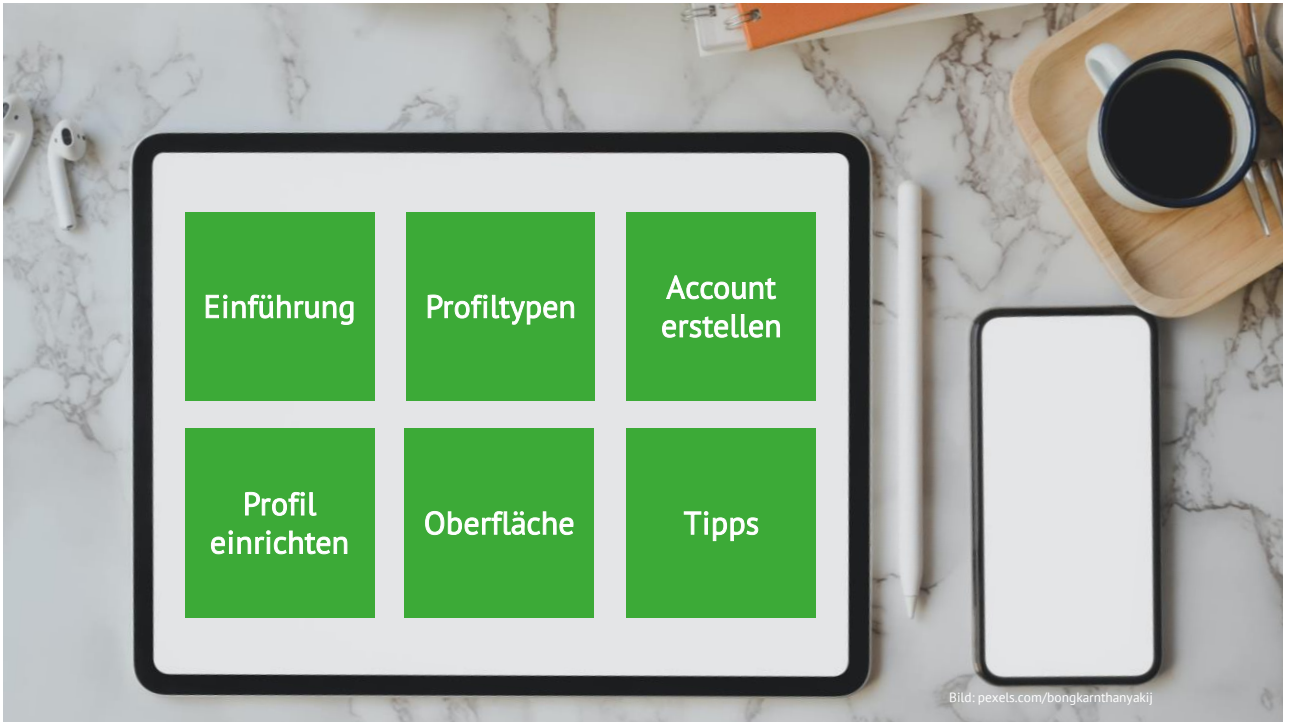 Einführung
Profiltypen
Account
erstellen
Profil
einrichten
Oberfläche
Tipps
Bild: pexels.com/bongkarnthanyakij